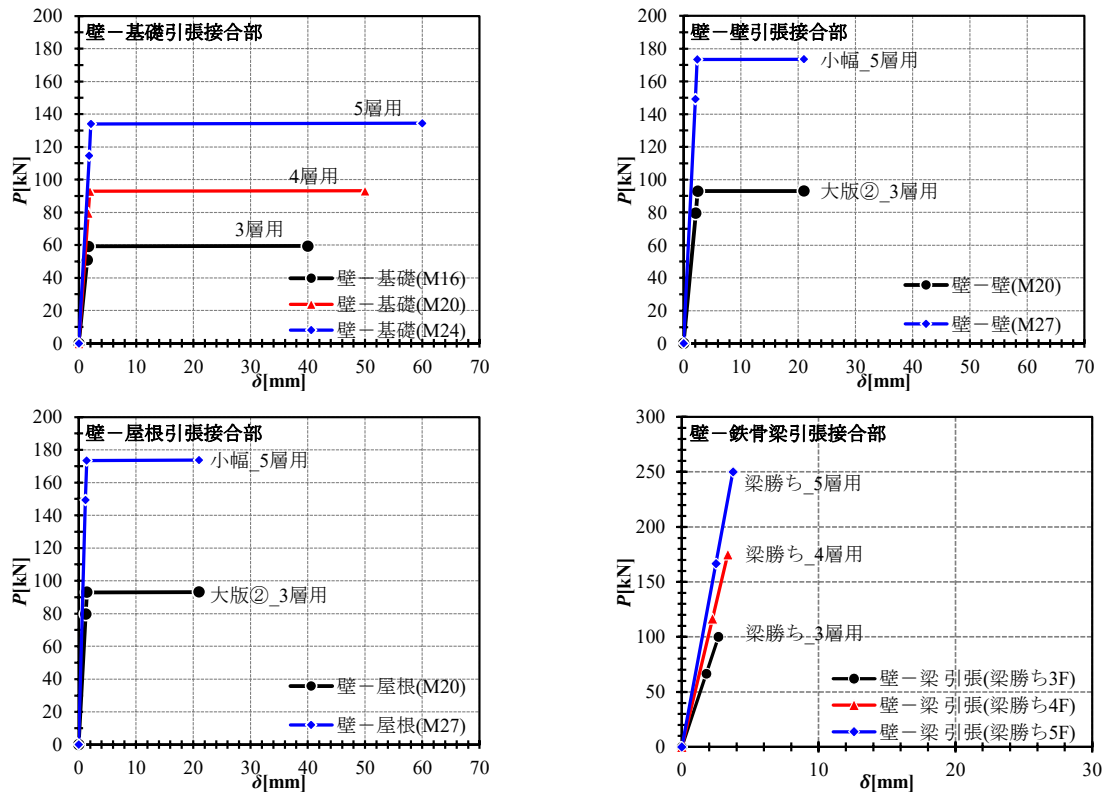 壁－基礎引張接合部
200
180
160
140
120
100
80
60
40
20
0
P[kN]
5層用
4層用
3層用
壁－基礎(M16)
壁－基礎(M20)
壁－基礎(M24)
0 10 20 30 40 50 60 70
δ[mm]
壁－壁引張接合部
200
180
160
140
120
100
80
60
40
20
0
P[kN]
小幅_5層用
大版②_3層用
壁－壁(M20)
壁－壁(M27)
0 10 20 30 40 50 60 70
δ[mm]
壁－屋根引張接合部
200
180
160
140
120
100
80
60
40
20
0
P[kN]
小幅_5層用
大版②_3層用
壁－屋根(M20)
壁－屋根(M27)
0 10 20 30 40 50 60 70
δ[mm]
壁－鉄骨梁引張接合部
300
250
200
150
100
50
0
P[kN]
梁勝ち_5層用
梁勝ち_4層用
梁勝ち_3層用
壁－梁 引張(梁勝ち3F)
壁－梁 引張(梁勝ち4F)
壁－梁 引張(梁勝ち5F)
0 10 20 30
δ[mm]